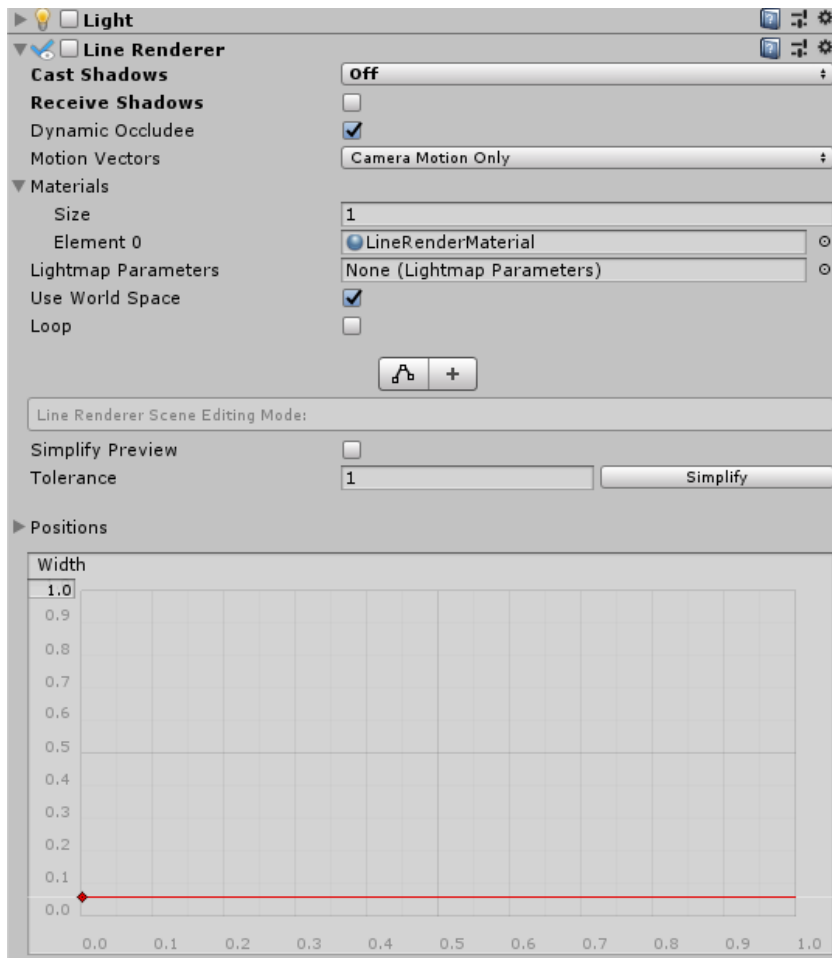 Light
Line Renderer
Cast Shadows Off
Receive Shadows
Dynamic Occludee
Motion Vectors Camera Motion Only
Materials
Size 1
Element 0 LineRenderMaterial
Lightmap Parameters None (Lightmap Parameters)
Use World Space
Loop
Line Renderer Scene Editing Mode:
Simplify Preview
Tolerance 1 Simplify
Positions
Width
1.0
0.9
0.8
0.7
0.6
0.5
0.4
0.3
0.2
0.1
0.0
0.0 0.1 0.2 0.3 0.4 0.5 0.6 0.7 0.8 0.9 1.0